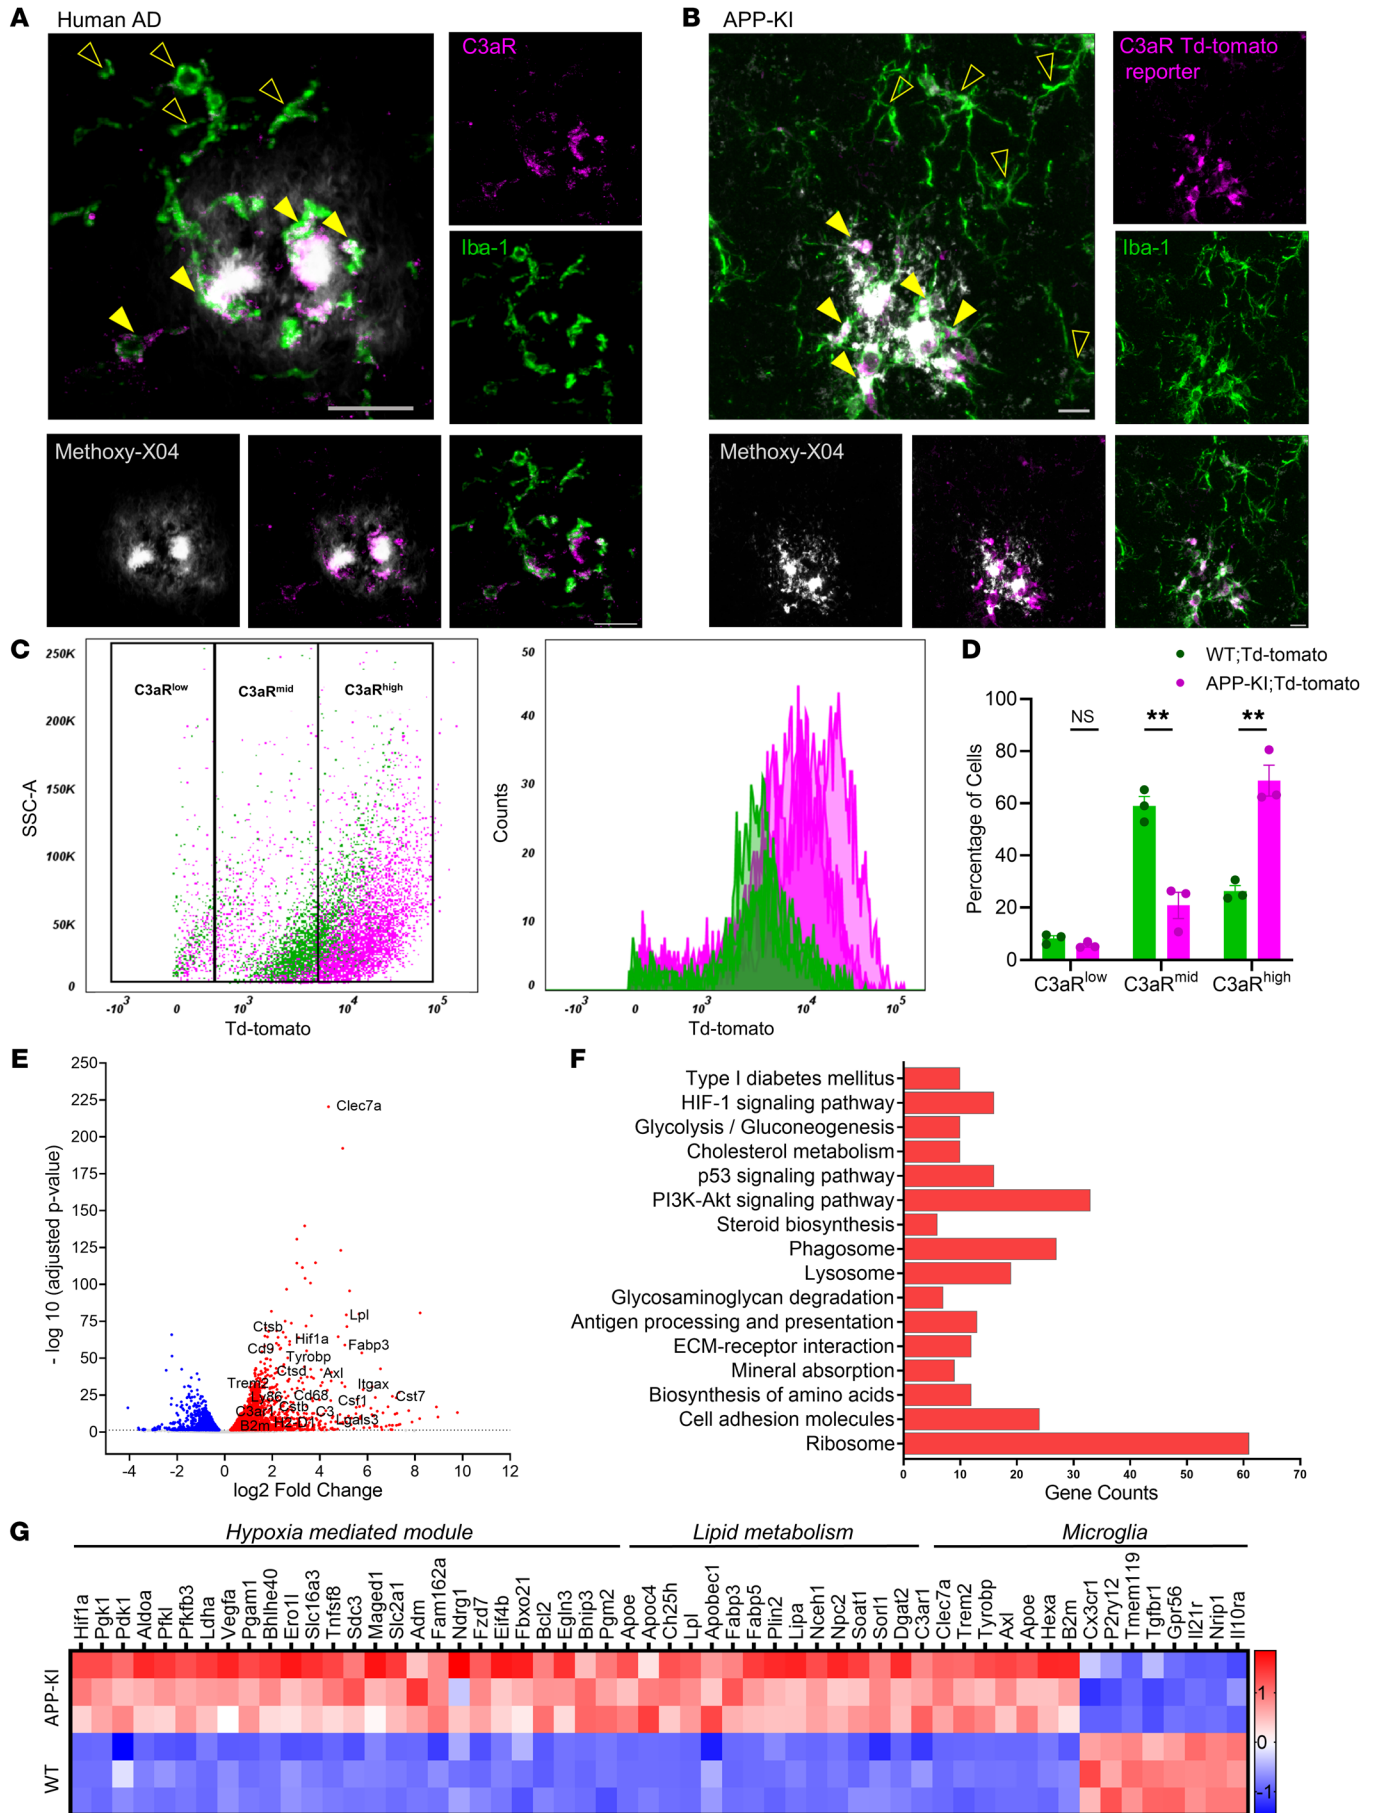 A Human AD
C3aR
Iba-1
Methoxy-X04
B APP-KI
C3aR Td-tomato
reporter
Iba-1
Methoxy-X04
C
250K
200K
150K
100K
50K
0
SSC-A
C3aRlow
C3aRmid
C3aRhigh
-10³ 0 10³ 10⁴ 10⁵
Td-tomato
50
40
30
20
10
0
Counts
-10³ 0 10³ 10⁴ 10⁵
Td-tomato
D
WT;Td-tomato
APP-KI;Td-tomato
Percentage of Cells
100
80
60
40
20
0
NS ** **
C3aRlow C3aRmid C3aRhigh
E
- log 10 (adjusted p-value)
250
225
200
175
150
125
100
75
50
25
0
Clec7a
Lpl
Ctsb
Hif1a
Cd9
Fabp3
Tyrobp
Ctsd
Axl
Trem2
Itgax
Ly86
Cd68
Csf1
Cst7
C3ar1
Cstb
C3
B2m
H2-D1
Lgals3
-4 -2 0 2 4 6 8 10 12
log2 Fold Change
F
Type I diabetes mellitus
HIF-1 signaling pathway
Glycolysis / Gluconeogenesis
Cholesterol metabolism
p53 signaling pathway
PI3K-Akt signaling pathway
Steroid biosynthesis
Phagosome
Lysosome
Glycosaminoglycan degradation
Antigen processing and presentation
ECM-receptor interaction
Mineral absorption
Biosynthesis of amino acids
Cell adhesion molecules
Ribosome
0 10 20 30 40 50 60 70
Gene Counts
G
Hypoxia mediated module
Lipid metabolism
Microglia
Hif1a
Pgk1
Pdk1
Aldoa
Pfkl
Pfkfb3
Ldha
Vegfa
Pgam1
Bhlhe40
Ero1l
Slc16a3
Tnfsf8
Sdc3
Maged1
Slc2a1
Adm
Fam162a
Ndrg1
Fzd7
Eif4b
Fbxo21
Bcl2
Egln3
Bnip3
Pgm2
Apoe
Apoc4
Ch25h
Lpl
Apobec1
Fabp3
Fabp5
Plin2
Lipa
Nceh1
Npc2
Soat1
Sorl1
Dgat2
C3ar1
Clec7a
Trem2
Tyrobp
Axl
Apoe
Hexa
B2m
Cx3cr1
P2ry12
Tmem119
Tgfbr1
Gpr56
Il21r
Nrip1
Il10ra
APP-KI
WT
1
0
-1